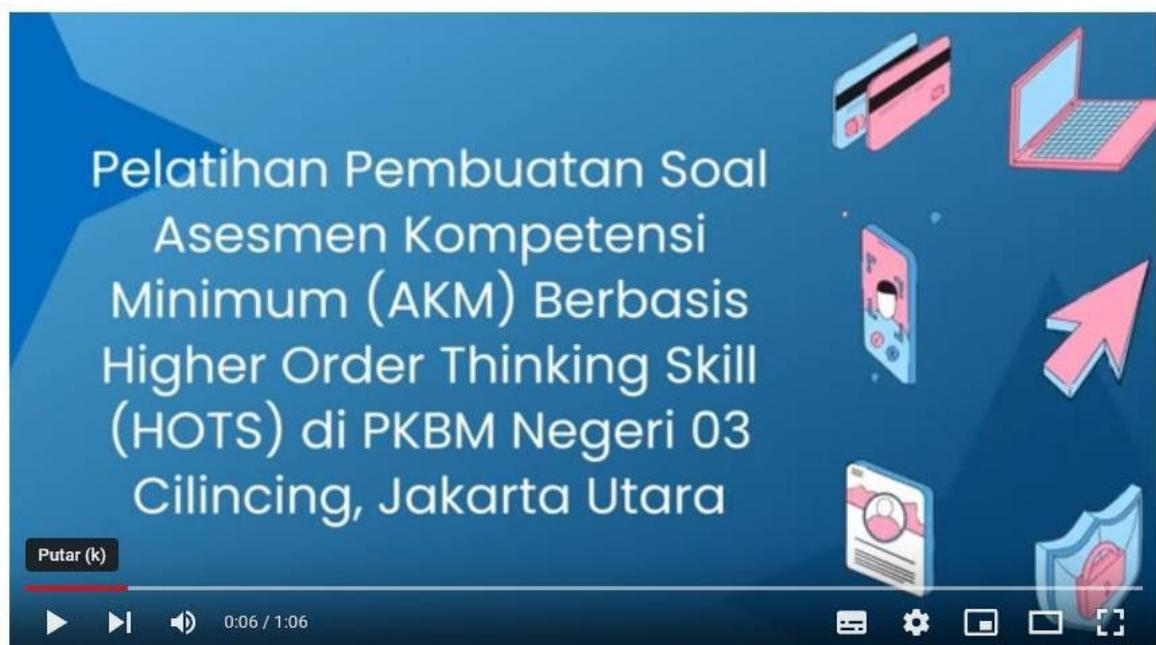 Pelatihan Pembuatan Soal
Asesmen Kompetensi
Minimum (AKM) Berbasis
Higher Order Thinking Skill
(HOTS) di PKBM Negeri 03
Cilincing, Jakarta Utara
Putar (k)
0:06 / 1:06